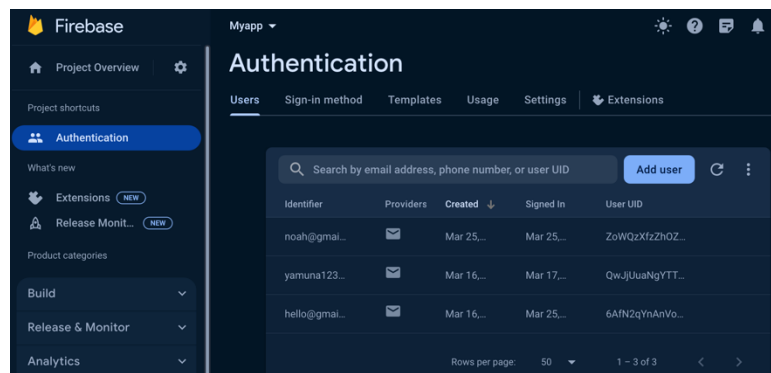 Firebase
Myapp
Project Overview
Authentication
Project shortcuts
Users Sign-in method Templates Usage Settings Extensions
Authentication
What's new
Search by email address, phone number, or user UID Add user
Extensions NEW
Identifier Providers Created Signed In User UID
Release Monit... NEW
noah@gmai... Mar 25,... Mar 25,... ZoWQzXfzZhOZ...
Product categories
yamuna123... Mar 16,... Mar 17,... QwJjUuaNgYTT...
Build
hello@gmai... Mar 16,... Mar 25,... 6AfN2qYnAnVo...
Release & Monitor
Analytics
Rows per page: 50 1 – 3 of 3